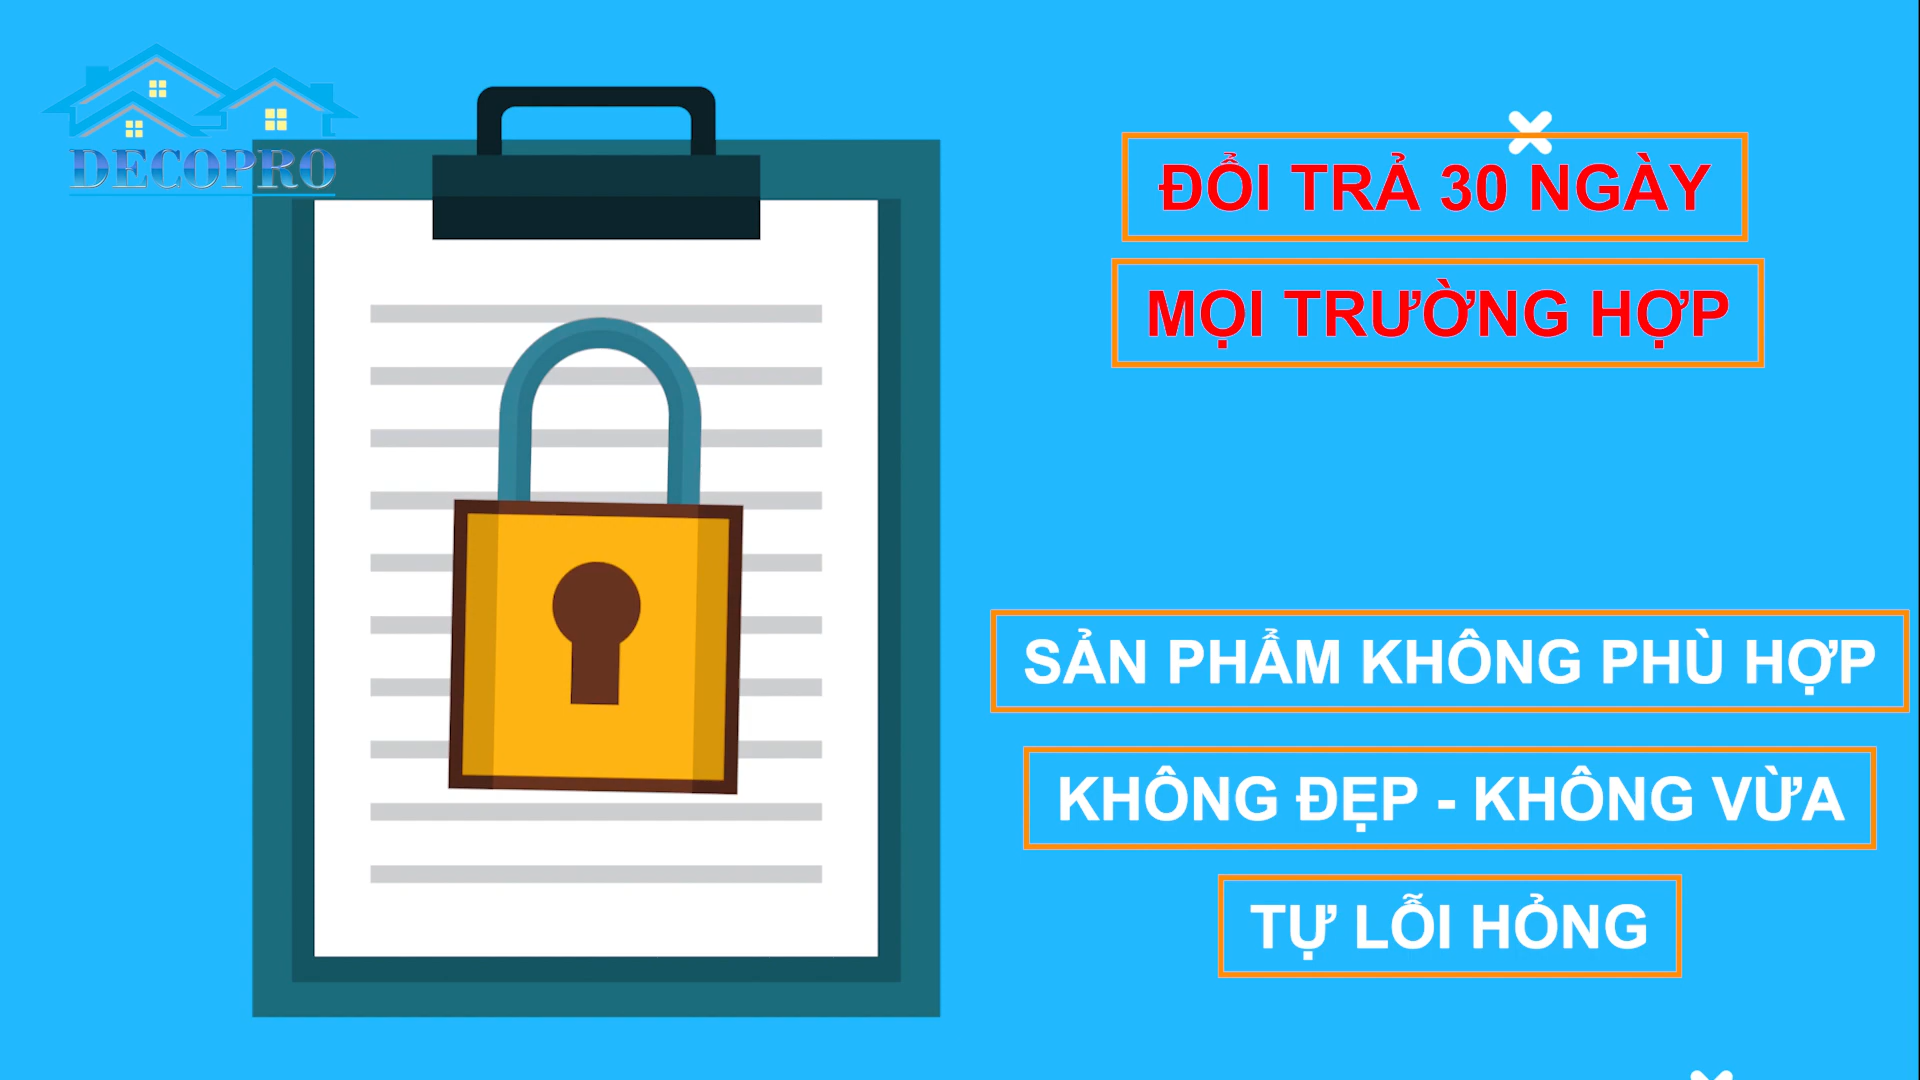 DECOPRO
ĐỔI TRẢ 30 NGÀY
MỌI TRƯỜNG HỢP
SẢN PHẨM KHÔNG PHÙ HỢP
KHÔNG ĐẸP - KHÔNG VỪA
TỰ LỖI HỎNG